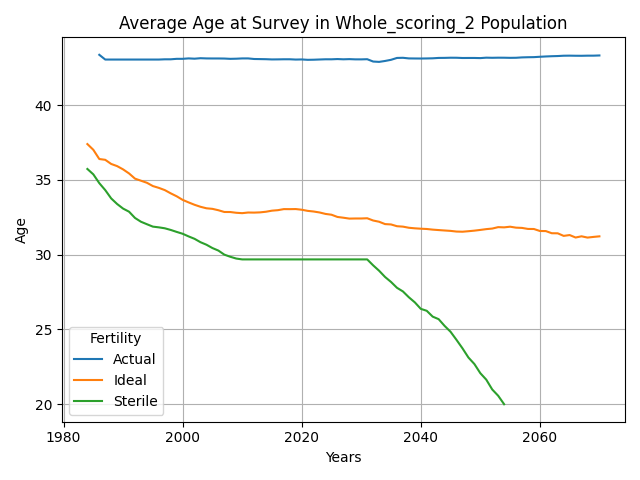 Average Age at Survey in Whole_scoring_2 Population
Age
40
35
30
25
20
Fertility
Actual
Ideal
Sterile
1980
2000
2020
2040
2060
Years